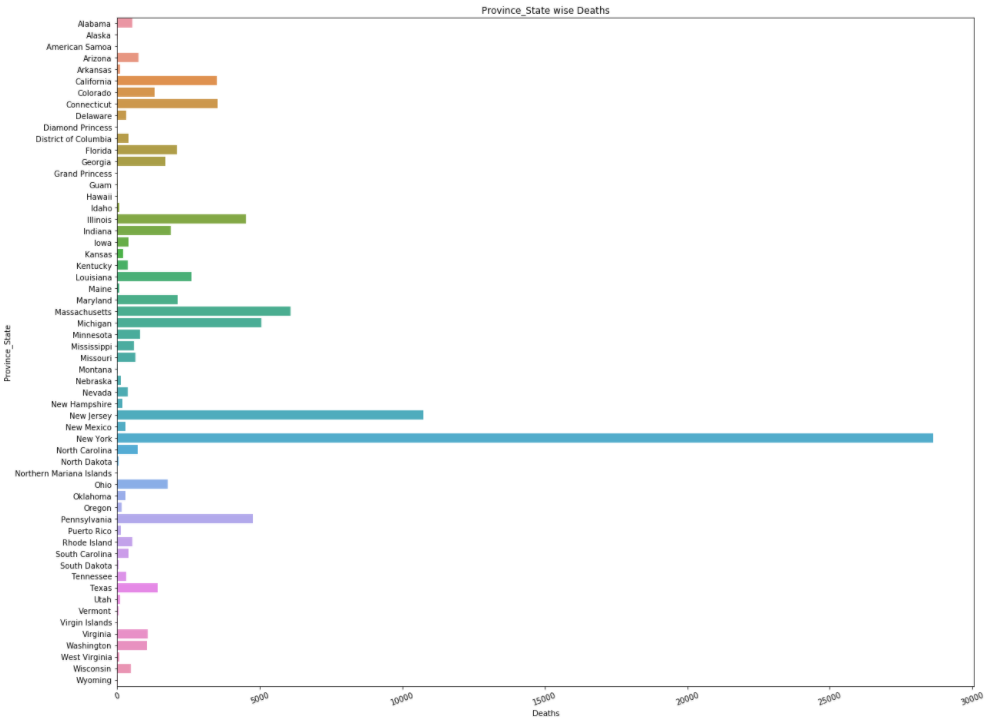 Province_State wise Deaths
Alabama
Alaska
American Samoa
Arizona
Arkansas
California
Colorado
Connecticut
Delaware
Diamond Princess
District of Columbia
Florida
Georgia
Grand Princess
Guam
Hawaii
Idaho
Illinois
Indiana
Iowa
Kansas
Kentucky
Louisiana
Maine
Maryland
Massachusetts
Michigan
Minnesota
Mississippi
Missouri
Montana
Nebraska
Nevada
New Hampshire
New Jersey
New Mexico
New York
North Carolina
North Dakota
Northern Mariana Islands
Ohio
Oklahoma
Oregon
Pennsylvania
Puerto Rico
Rhode Island
South Carolina
South Dakota
Tennessee
Texas
Utah
Vermont
Virgin Islands
Virginia
Washington
West Virginia
Wisconsin
Wyoming
Province_State
0 5000 10000 15000 20000 25000 30000
Deaths